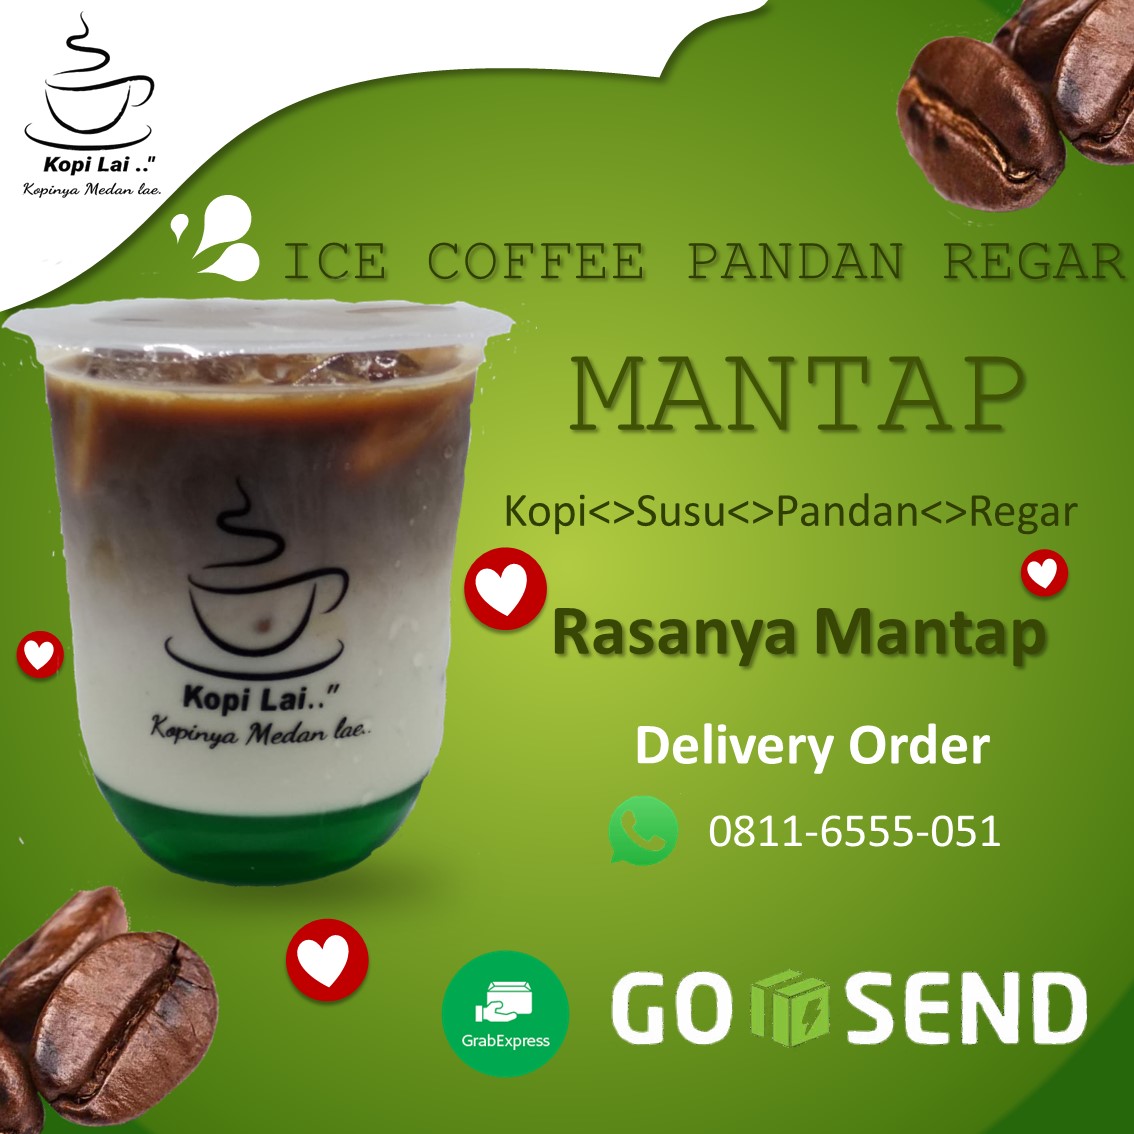 Kopi Lai .."
Kopinya Medan lae.
ICE COFFEE PANDAN REGAR
MANTAP
Kopi<>Susu<>Pandan<>Regar
Rasanya Mantap
Kopi Lai.."
Kopinya Medan lae..
Delivery Order
0811-6555-051
GrabExpress
GO SEND